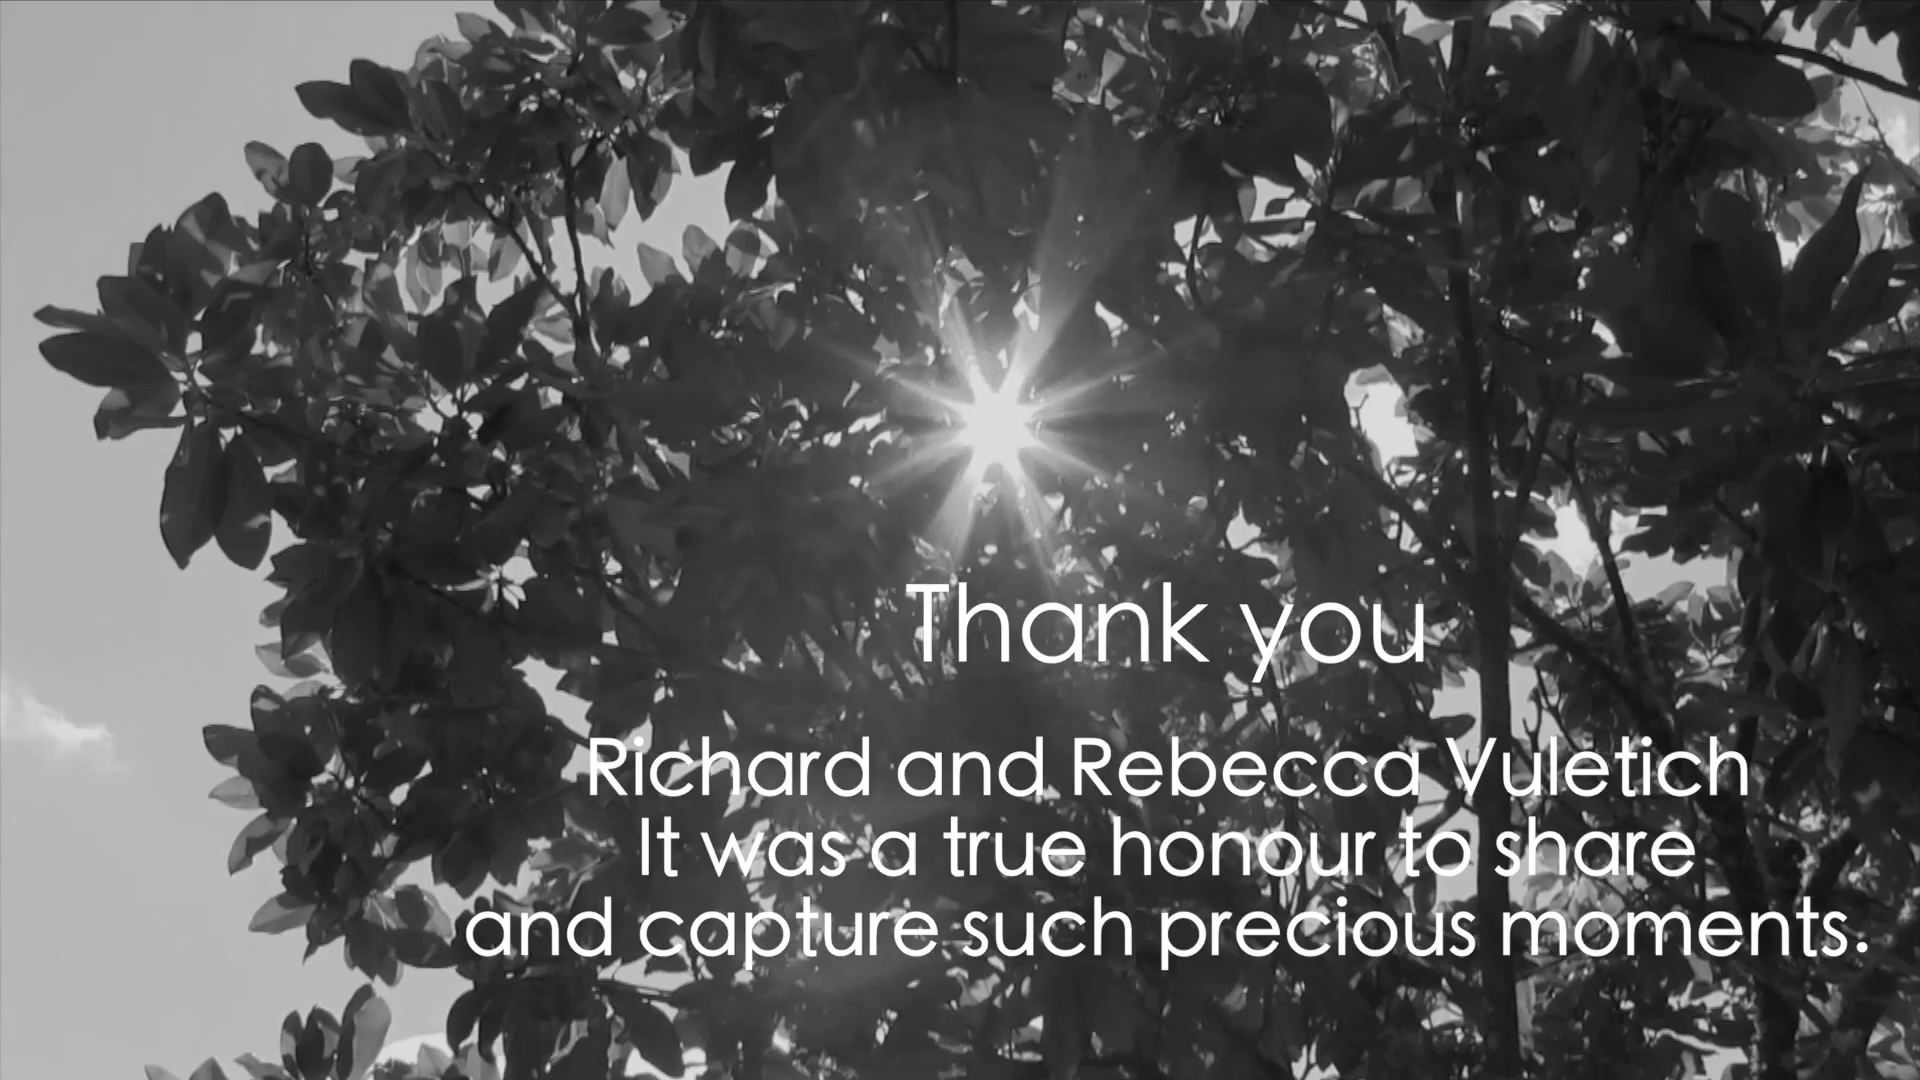 Thank you
Richard and Rebecca Vuletich
It was a true honour to share
and capture such precious moments.